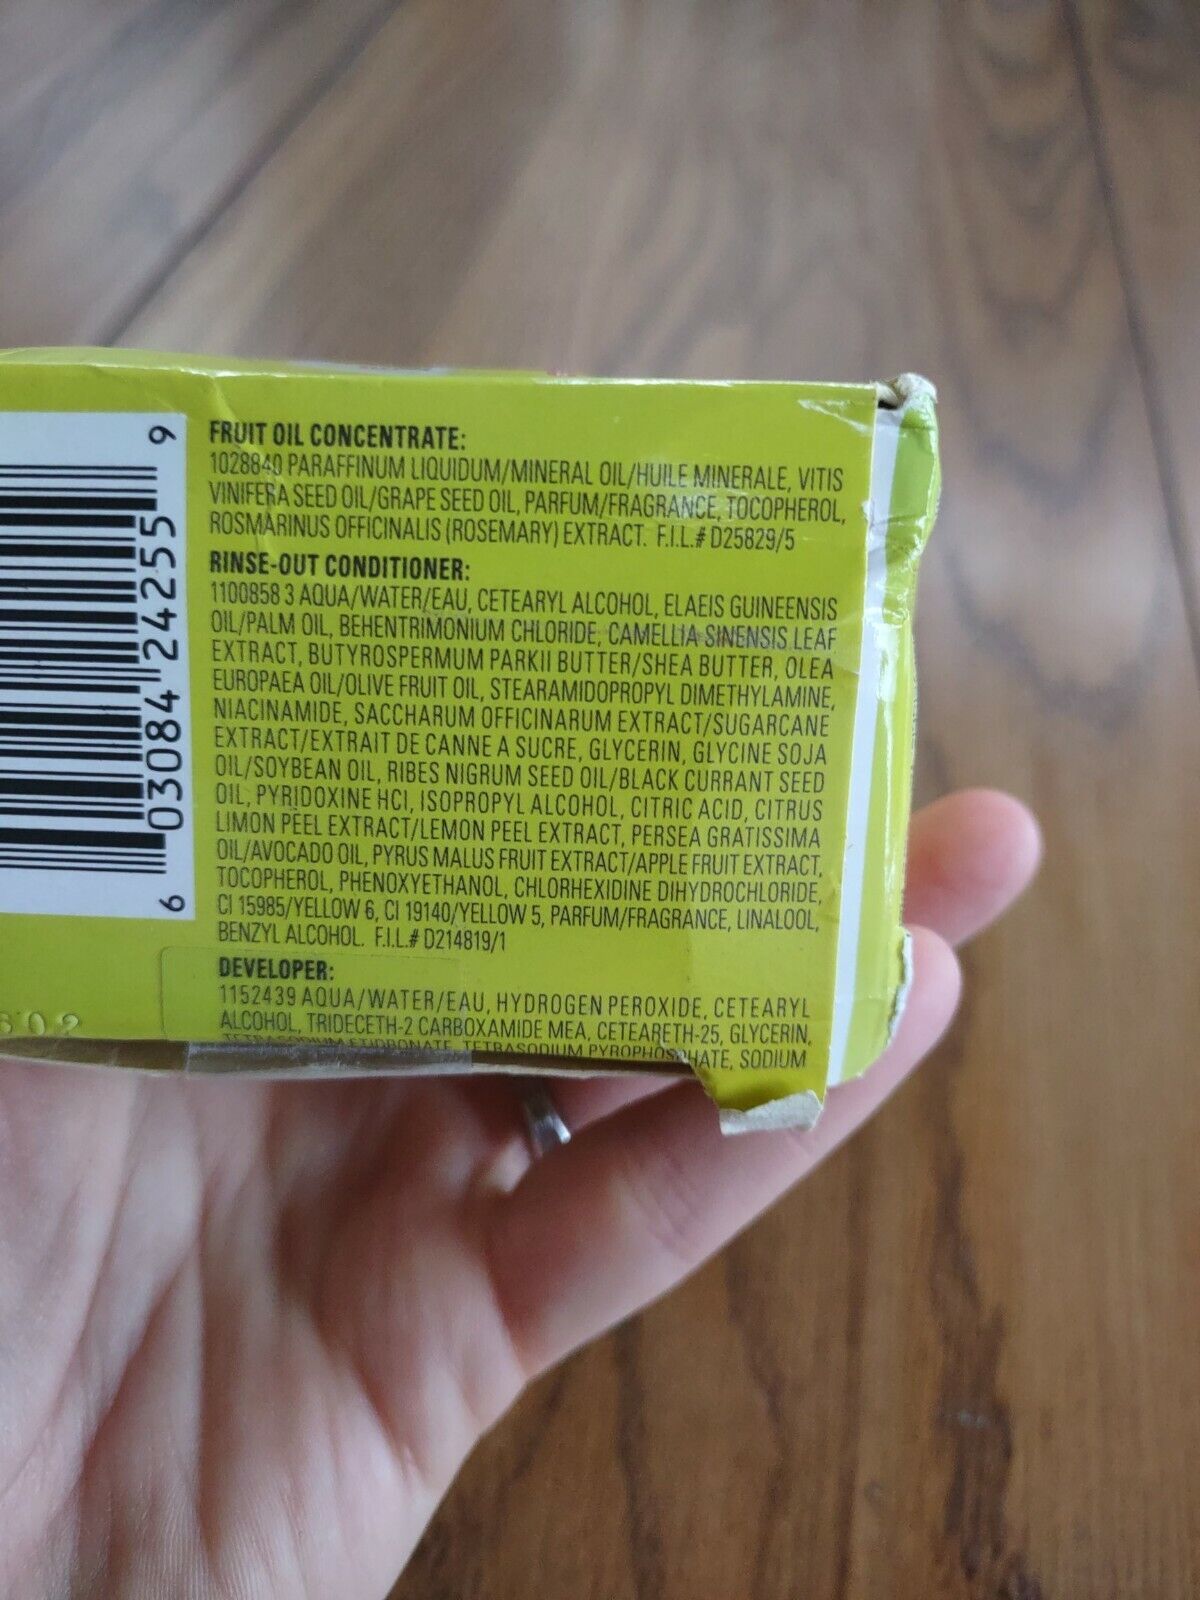 FRUIT OIL CONCENTRATE:
1028840 PARAFFINUM LIQUIDUM/MINERAL OIL/HUILE MINERALE, VITIS
VINIFERA SEED OIL/GRAPE SEED OIL, PARFUM/FRAGRANCE, TOCOPHEROL,
ROSMARINUS OFFICINALIS (ROSEMARY) EXTRACT. F.I.L.# D25829/5
RINSE-OUT CONDITIONER:
1100858 3 AQUA/WATER/EAU, CETEARYL ALCOHOL, ELAEIS GUINEENSIS
OIL/PALM OIL, BEHENTRIMONIUM CHLORIDE, CAMELLIA SINENSIS LEAF
EXTRACT, BUTYROSPERMUM PARKII BUTTER/SHEA BUTTER, OLEA
EUROPAEA OIL/OLIVE FRUIT OIL, STEARAMIDOPROPYL DIMETHYLAMINE,
NIACINAMIDE, SACCHARUM OFFICINARUM EXTRACT/SUGARCANE
EXTRACT/EXTRAIT DE CANNE A SUCRE, GLYCERIN, GLYCINE SOJA
OIL/SOYBEAN OIL, RIBES NIGRUM SEED OIL/BLACK CURRANT SEED
OIL, PYRIDOXINE HCI, ISOPROPYL ALCOHOL, CITRIC ACID, CITRUS
LIMON PEEL EXTRACT/LEMON PEEL EXTRACT, PERSEA GRATISSIMA
OIL/AVOCADO OIL, PYRUS MALUS FRUIT EXTRACT/APPLE FRUIT EXTRACT,
TOCOPHEROL, PHENOXYETHANOL, CHLORHEXIDINE DIHYDROCHLORIDE,
CI 15985/YELLOW 6, CI 19140/YELLOW 5, PARFUM/FRAGRANCE, LINALOOL,
BENZYL ALCOHOL. F.I.L.# D214819/1
DEVELOPER:
1152439 AQUA/WATER/EAU, HYDROGEN PEROXIDE, CETEARYL
ALCOHOL, TRIDECETH-2 CARBOXAMIDE MEA, CETEARETH-25, GLYCERIN,
TETRASODIUM ETIDRONATE, TETRASODIUM PYROPHOSPHATE, SODIUM
6 03084 24255 9